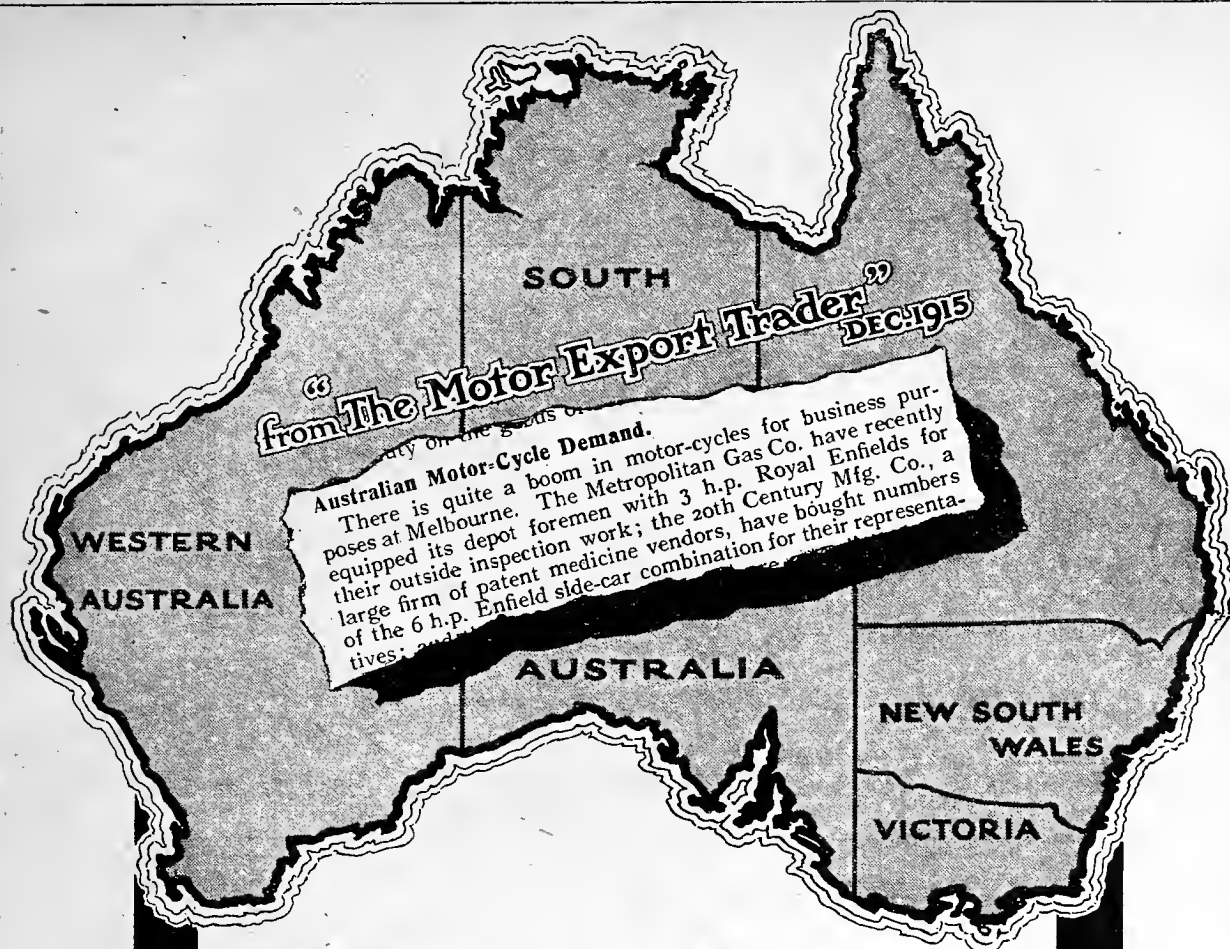 SOUTH
"from The Motor Export Trader"
DEC. 1915
uty on the goods o
Australian Motor-Cycle Demand.
There is quite a boom in motor-cycles for business pur-
poses at Melbourne. The Metropolitan Gas Co. have recently
equipped its depot foremen with 3 h.p. Royal Enfields for
their outside inspection work; the 20th Century Mfg. Co., a
large firm of patent medicine vendors, have bought numbers
of the 6 h.p. Enfield side-car combination for their representa-
tives;
WESTERN
AUSTRALIA
AUSTRALIA
NEW SOUTH
WALES
VICTORIA